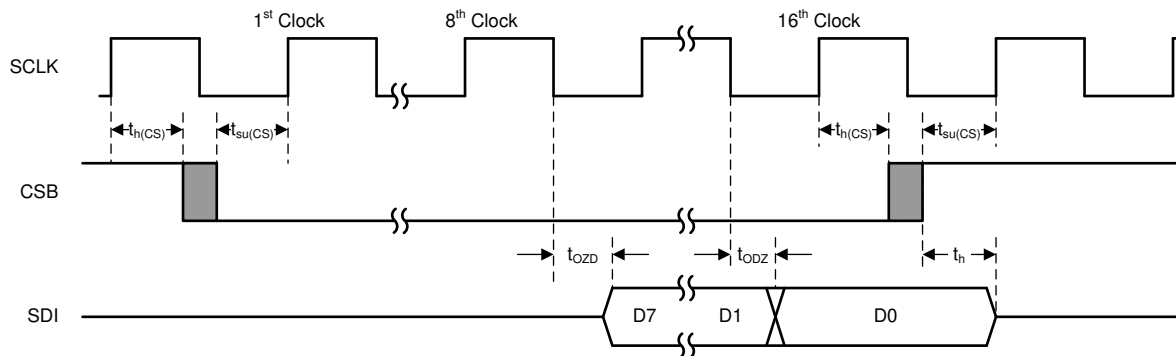 1st Clock 8th Clock 16th Clock
SCLK
th(CS) tsu(CS) th(CS) tsu(CS)
CSB
tOZD tODZ th
SDI D7 D1 D0